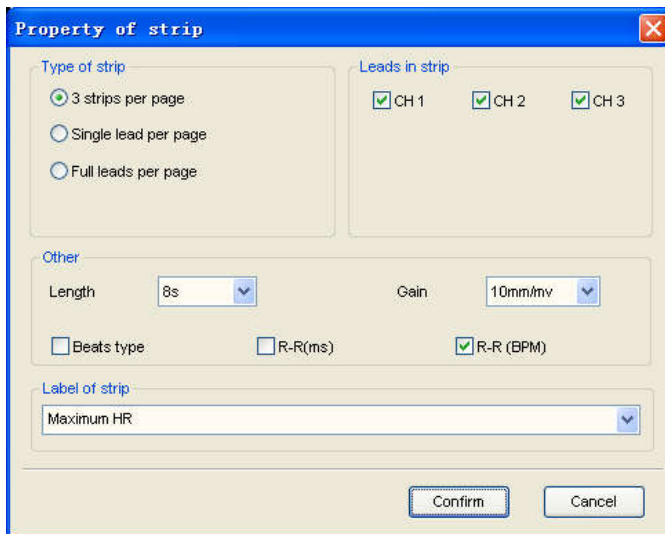 Property of strip
Type of strip
3 strips per page
Single lead per page
Full leads per page
Leads in strip
CH 1 CH 2 CH 3
Other
Length 8s Gain 10mm/mv
Beats type R-R(ms) R-R (BPM)
Label of strip
Maximum HR
Confirm Cancel